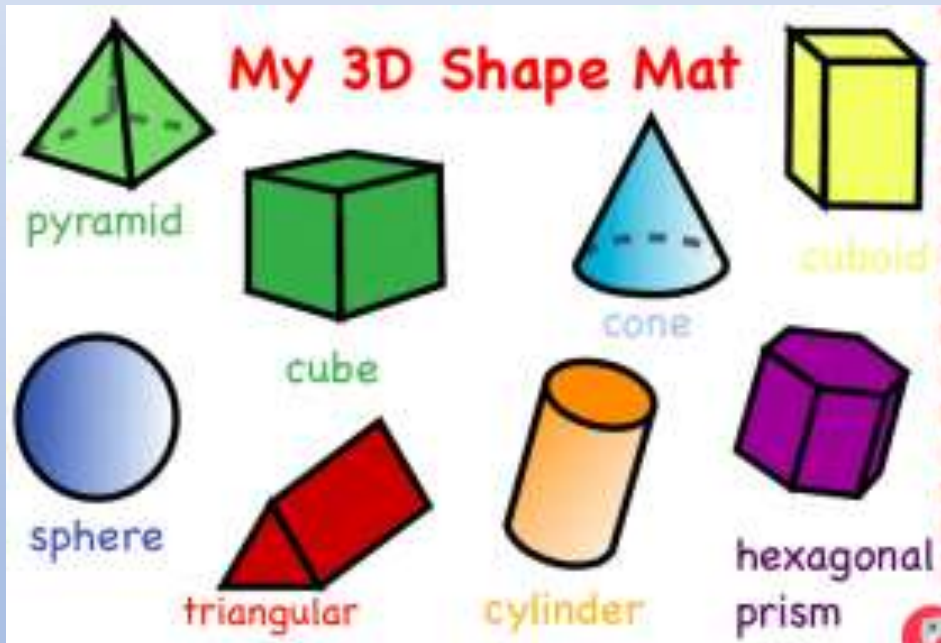 My 3D Shape Mat
pyramid
cuboid
cone
cube
sphere
hexagonal
prism
triangular
cylinder